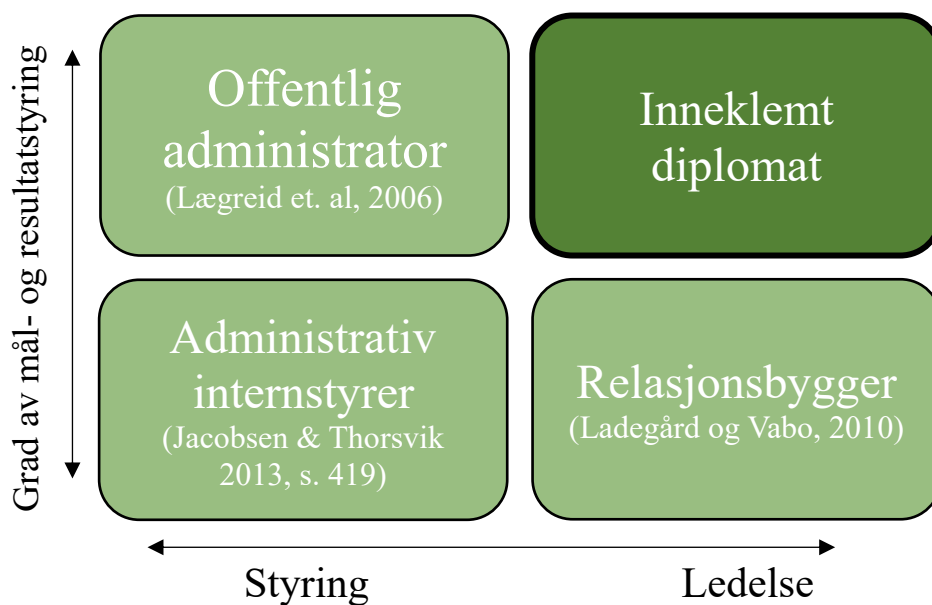 Grad av mål- og resultatstyring
Offentlig
administrator
(Lægreid et. al, 2006)
Inneklemt
diplomat
Administrativ
internstyrer
(Jacobsen & Thorsvik
2013, s. 419)
Relasjonsbygger
(Ladegård og Vabo, 2010)
Styring
Ledelse